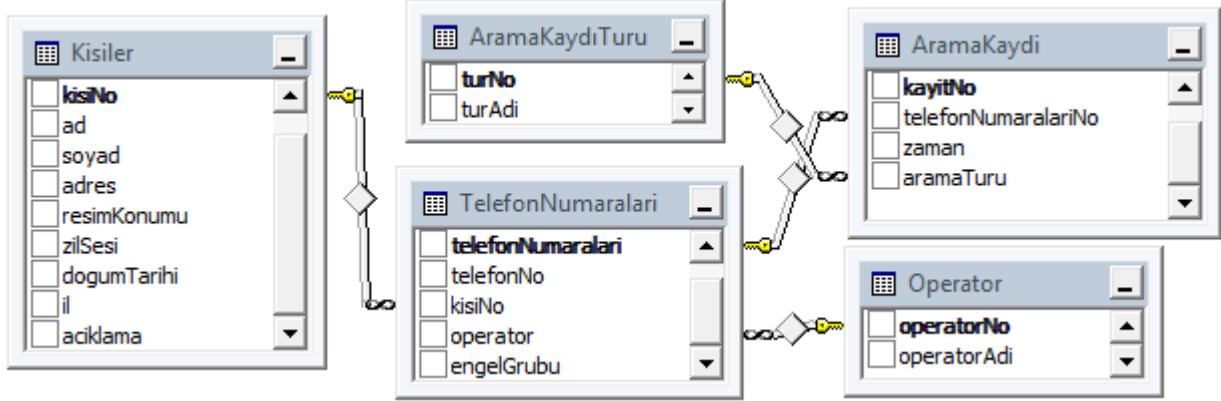 Kisiler
kisiNo
ad
soyad
adres
resimKonumu
zilSesi
dogumTarihi
il
aciklama
AramaKaydıTuru
turNo
turAdi
TelefonNumaralari
telefonNumaralari
telefonNo
kisiNo
operator
engelGrubu
AramaKaydi
kayitNo
telefonNumaralariNo
zaman
aramaTuru
Operator
operatorNo
operatorAdi